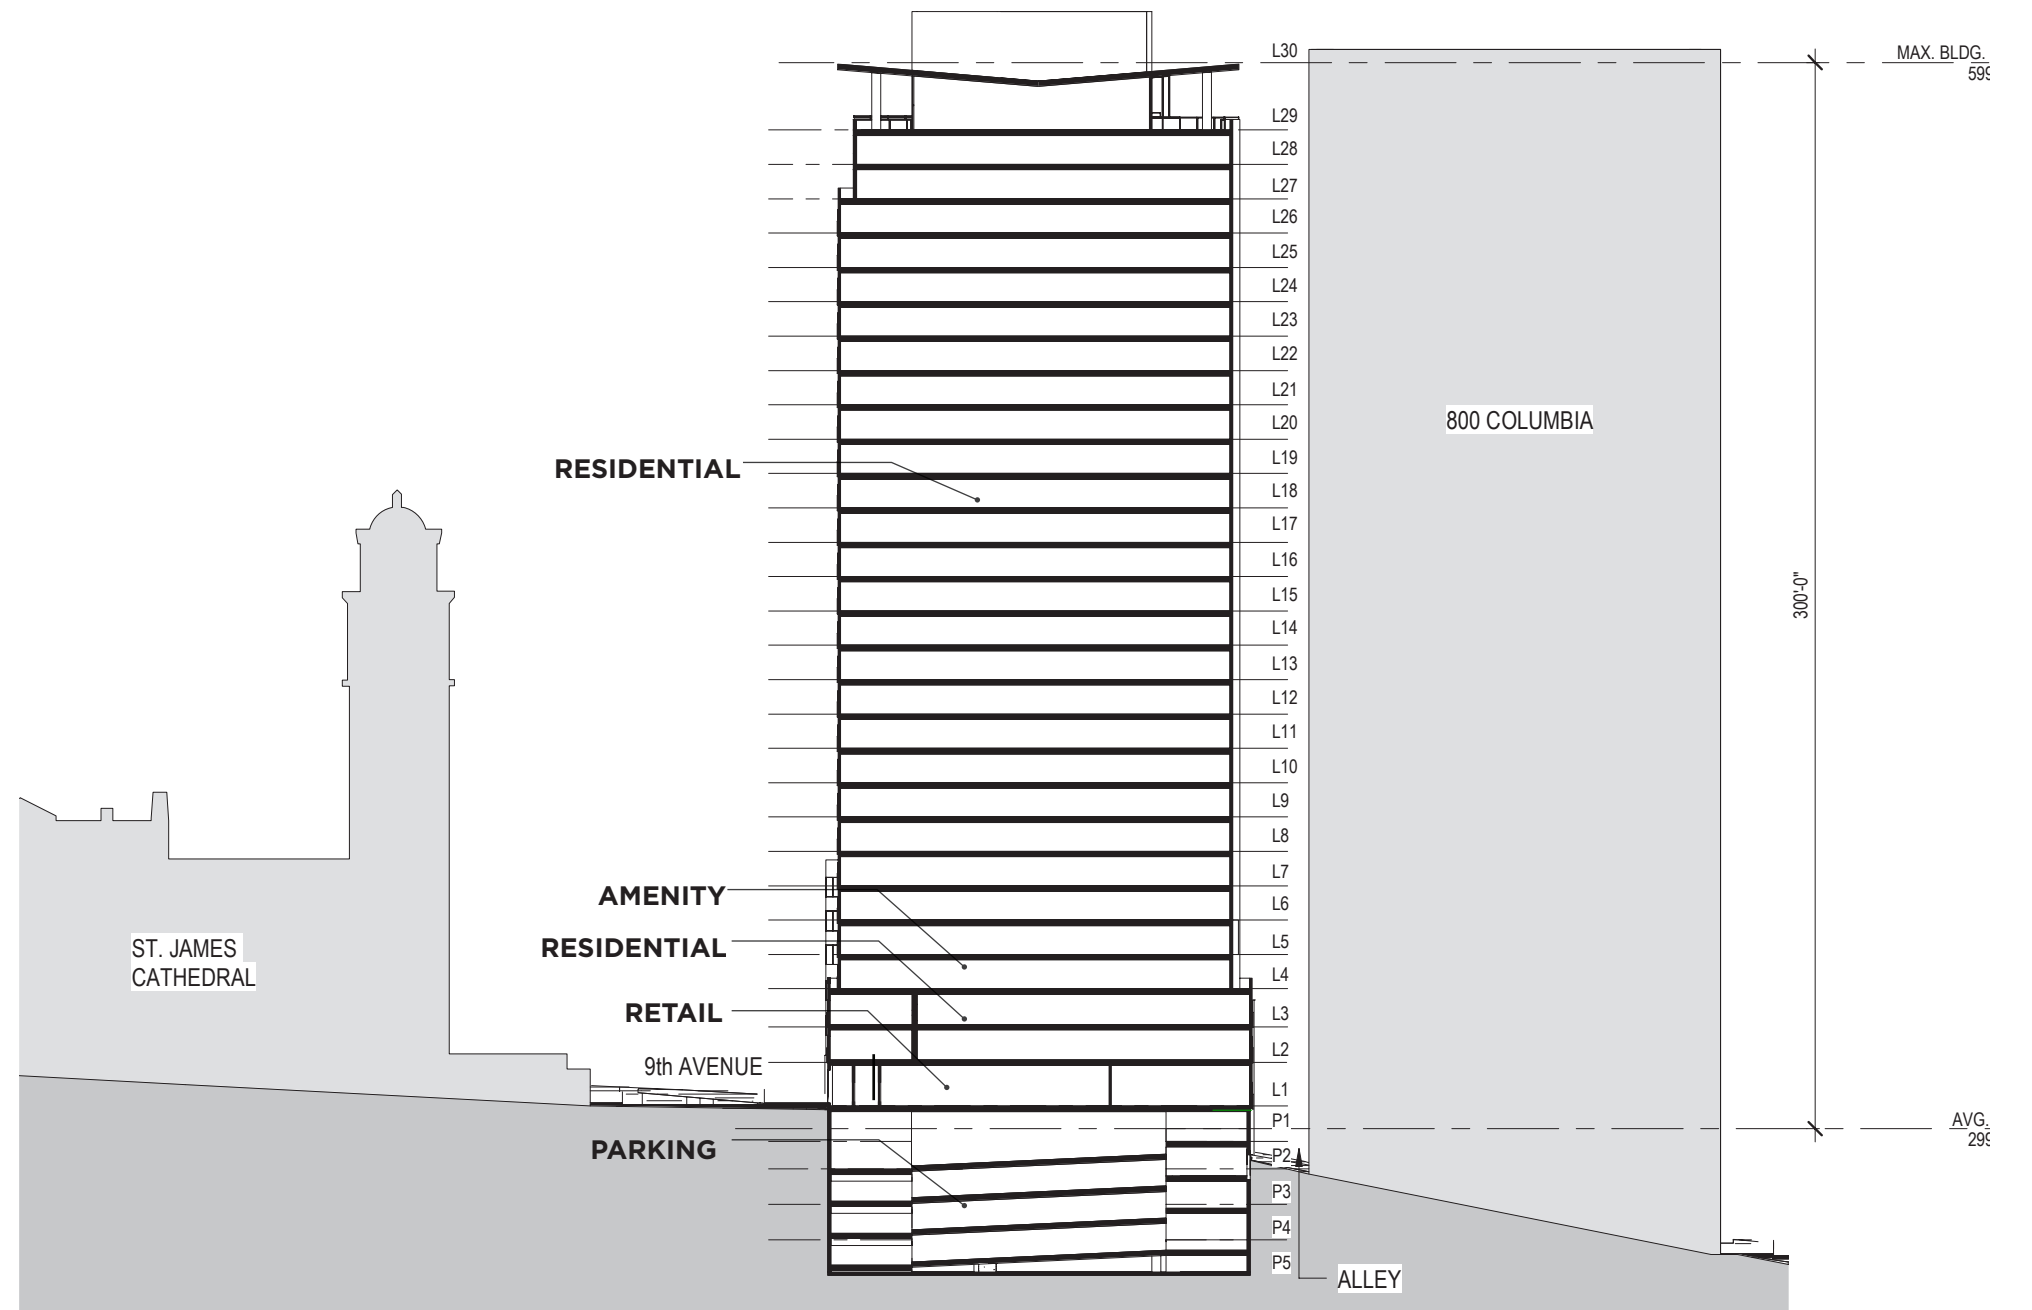 L30
MAX. BLDG.
599
L29
L28
L27
L26
L25
L24
L23
L22
L21
L20
800 COLUMBIA
RESIDENTIAL
L19
L18
L17
L16
L15
300'-0"
L14
L13
L12
L11
L10
L9
L8
L7
AMENITY
L6
RESIDENTIAL
L5
ST. JAMES
CATHEDRAL
L4
RETAIL
L3
L2
9th AVENUE
L1
P1
AVG.
299
PARKING
P2
P3
P4
P5
ALLEY